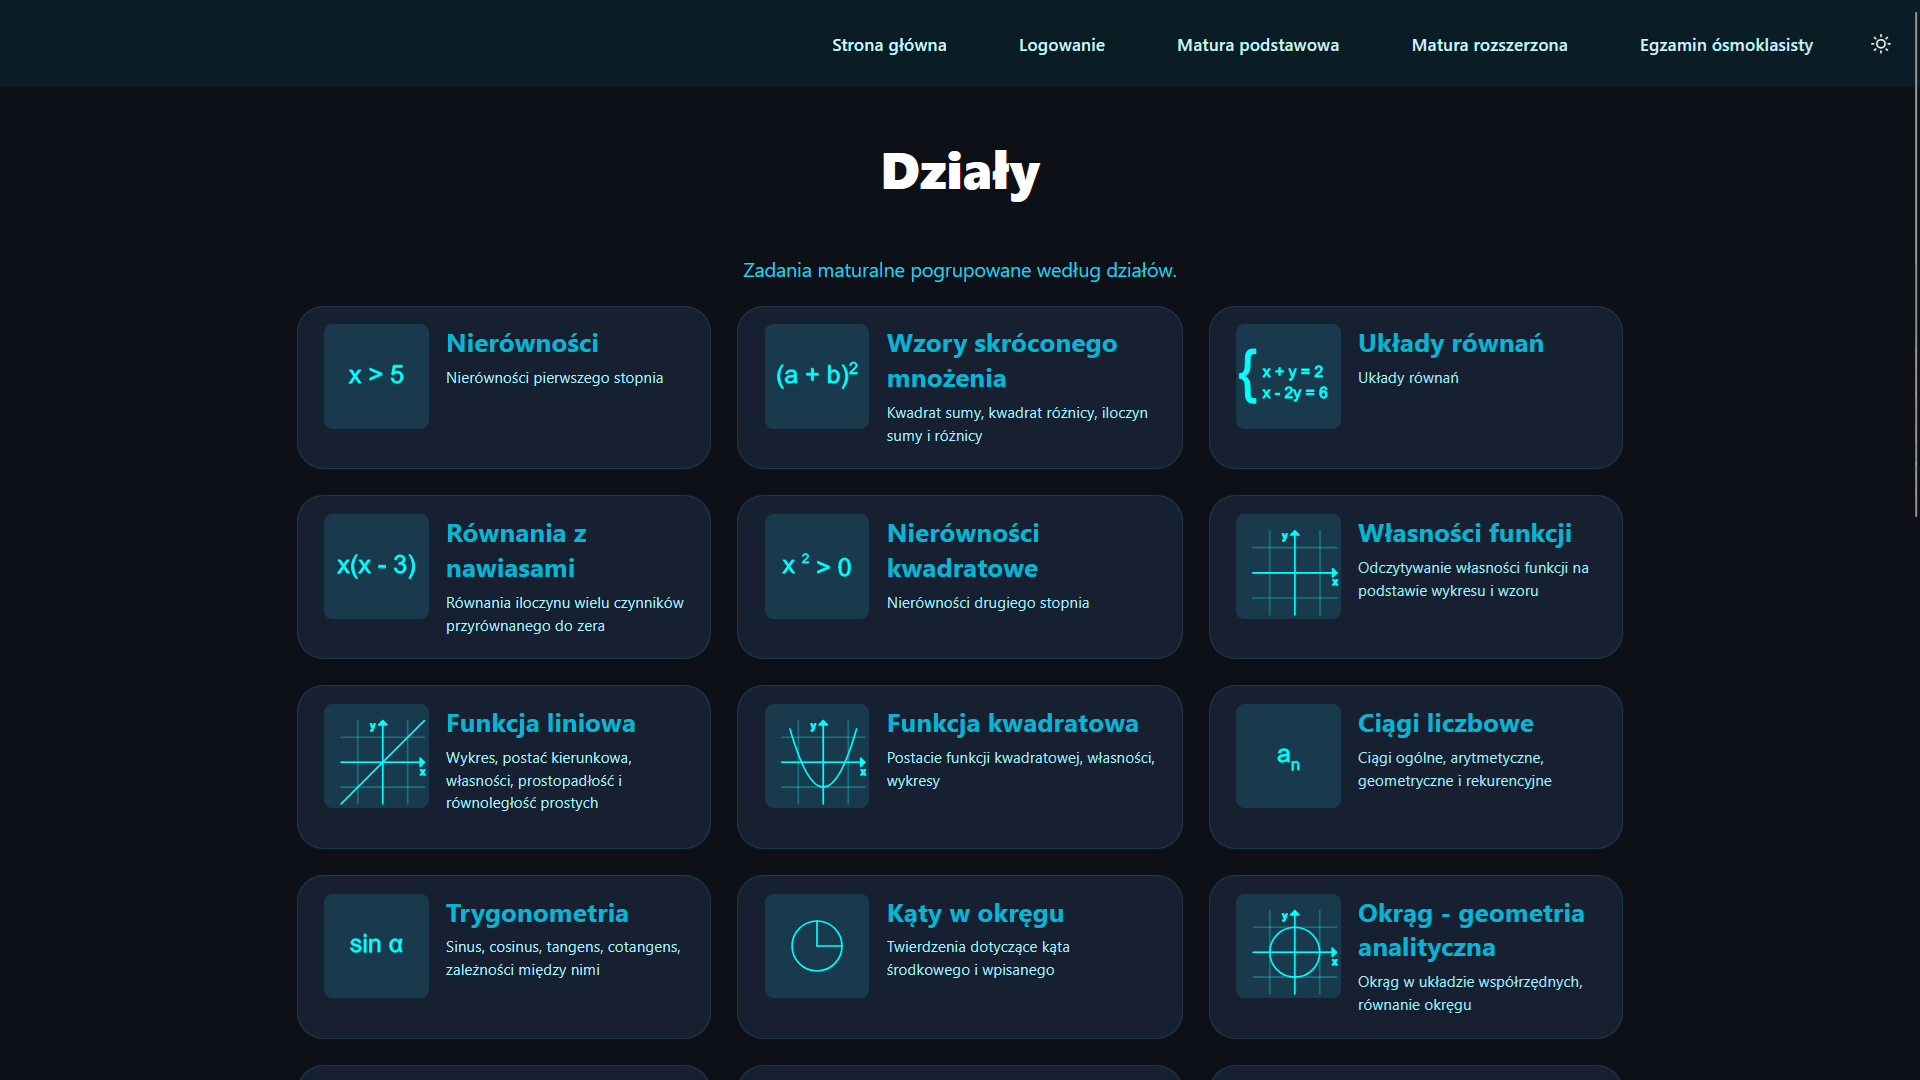 Strona główna
Logowanie
Matura podstawowa
Matura rozszerzona
Egzamin ósmoklasisty
Działy
Zadania maturalne pogrupowane według działów.
x > 5
Nierówności
Nierówności pierwszego stopnia
(a + b)²
Wzory skróconego
mnożenia
Kwadrat sumy, kwadrat różnicy, iloczyn
sumy i różnicy
x + y = 2
x - 2y = 6
Układy równań
Układy równań
x(x - 3)
Równania z
nawiasami
Równania iloczynu wielu czynników
przyrównanego do zera
x ² > 0
Nierówności
kwadratowe
Nierówności drugiego stopnia
y
x
Własności funkcji
Odczytywanie własności funkcji na
podstawie wykresu i wzoru
y
x
Funkcja liniowa
Wykres, postać kierunkowa,
własności, prostopadłość i
równoległość prostych
y
x
Funkcja kwadratowa
Postacie funkcji kwadratowej, własności,
wykresy
aₙ
Ciągi liczbowe
Ciągi ogólne, arytmetyczne,
geometryczne i rekurencyjne
sin α
Trygonometria
Sinus, cosinus, tangens, cotangens,
zależności między nimi
Kąty w okręgu
Twierdzenia dotyczące kąta
środkowego i wpisanego
y
x
Okrąg - geometria
analityczna
Okrąg w układzie współrzędnych,
równanie okręgu